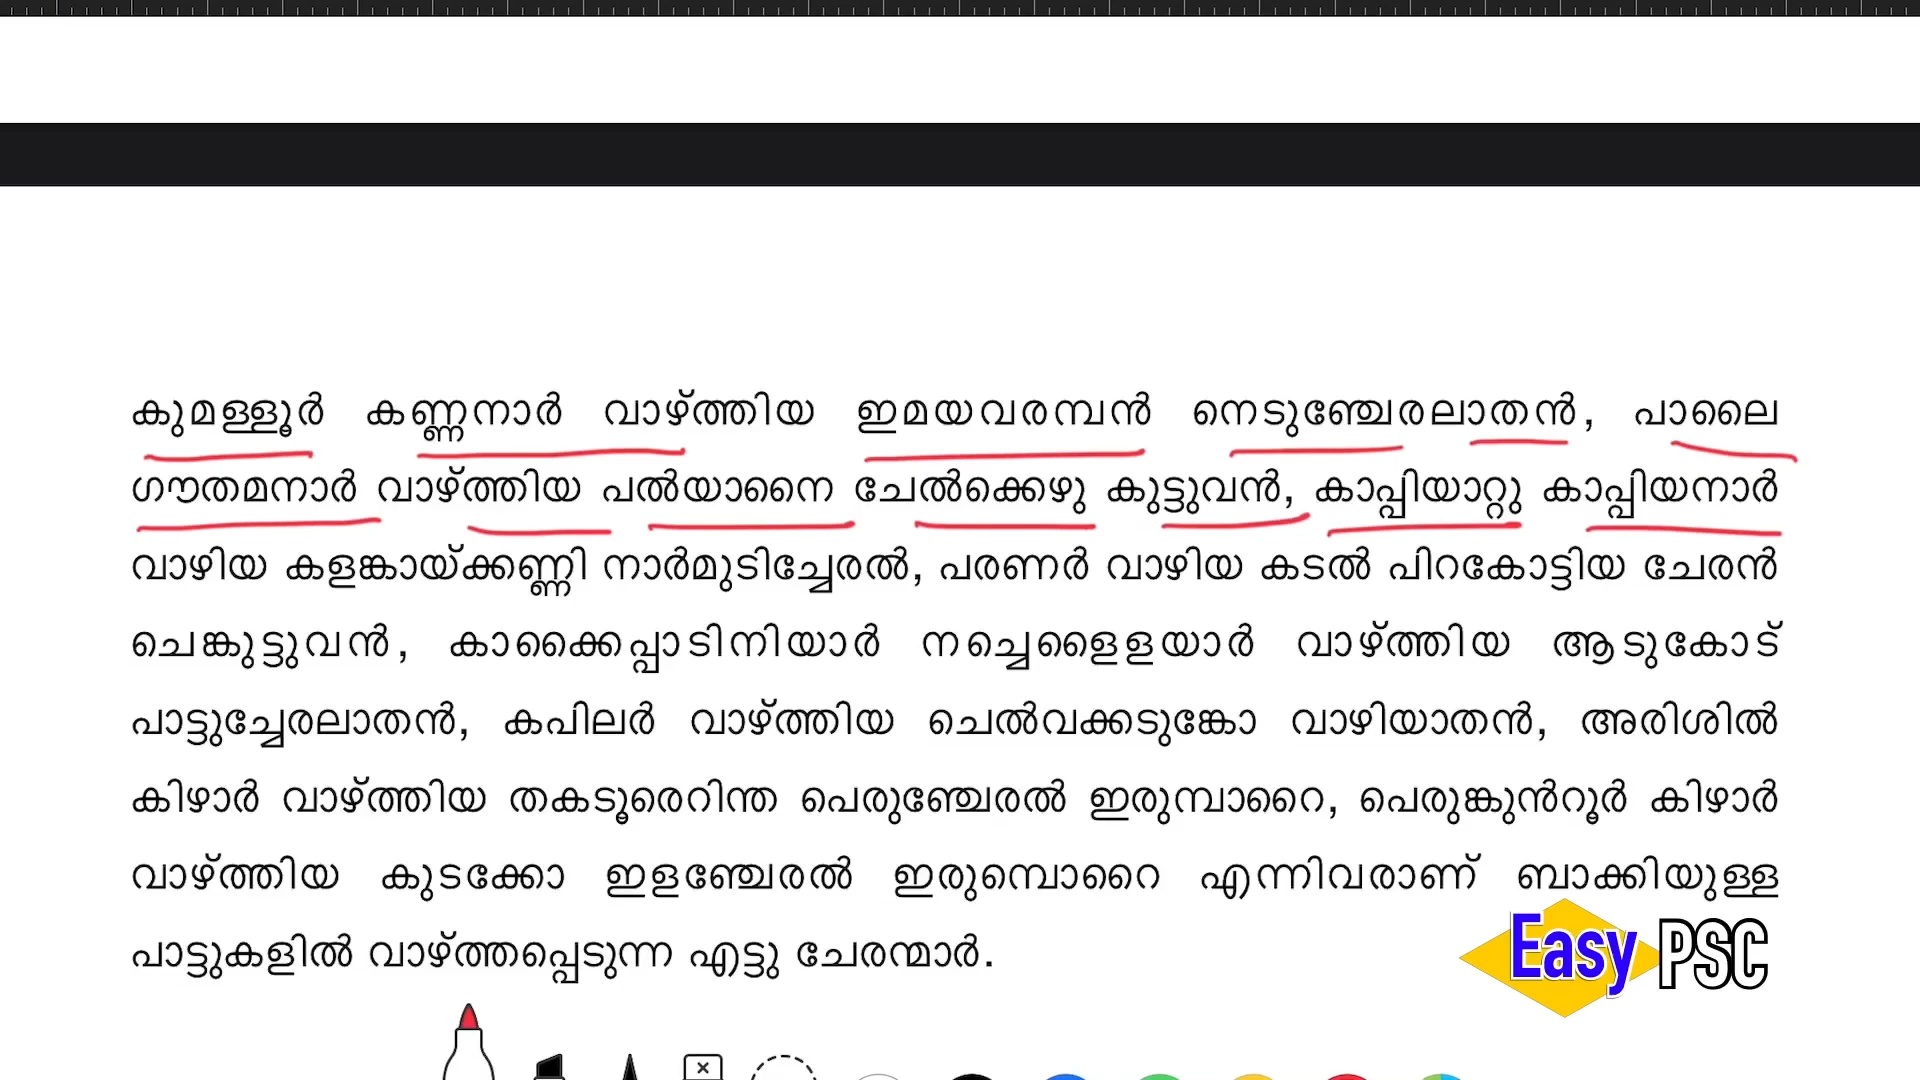 കുമള്ളൂർ കണ്ണനാർ വാഴ്ത്തിയ ഇമയവരമ്പൻ നെടുഞ്ചേരലാതൻ, പാലൈ
ഗൗതമനാർ വാഴ്ത്തിയ പൽയാനൈ ചേൽക്കെഴു കുട്ടുവൻ, കാപ്പിയാറ്റു കാപ്പിയനാർ
വാഴിയ കളങ്കായ്ക്കണ്ണി നാർമുടിച്ചേരൽ, പരണർ വാഴിയ കടൽ പിറകോട്ടിയ ചേരൻ
ചെങ്കുട്ടുവൻ, കാക്കൈപ്പാടിനിയാർ നച്ചെള്ളൈയാർ വാഴ്ത്തിയ ആടുകോട്
പാട്ടുച്ചേരലാതൻ, കപിലർ വാഴ്ത്തിയ ചെൽവക്കടുങ്കോ വാഴിയാതൻ, അരിശിൽ
കിഴാർ വാഴ്ത്തിയ തകടൂരെറിന്ത പെരുഞ്ചേരൽ ഇരുമ്പാറൈ, പെരുങ്കുൻറൂർ കിഴാർ
വാഴ്ത്തിയ കുടക്കോ ഇളഞ്ചേരൽ ഇരുമ്പൊറൈ എന്നിവരാണ് ബാക്കിയുള്ള
പാട്ടുകളിൽ വാഴ്ത്തപ്പെടുന്ന എട്ടു ചേരന്മാർ.
Easy PSC